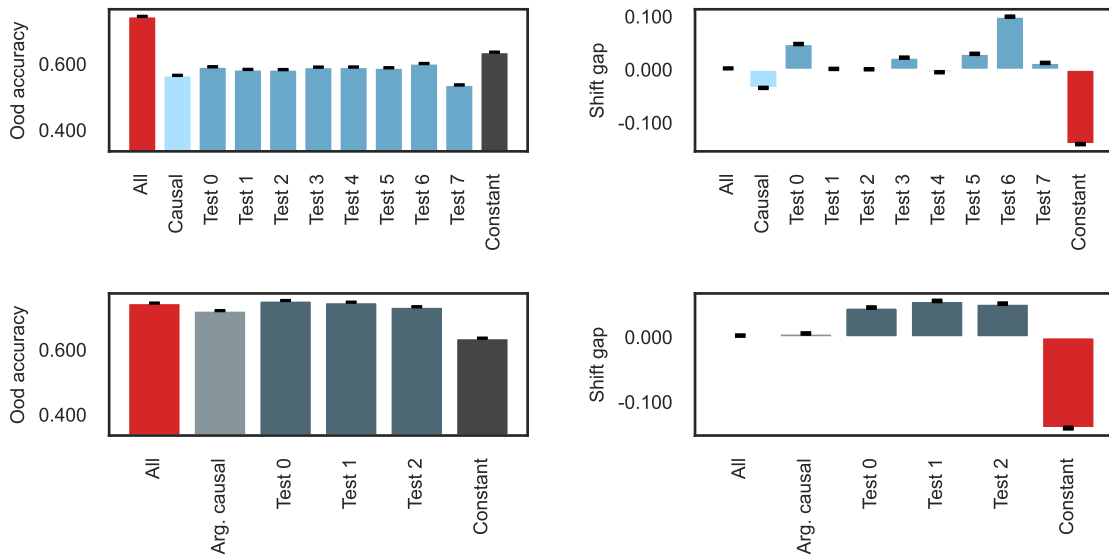 Ood accuracy
0.600
0.400
All
Causal
Test 0
Test 1
Test 2
Test 3
Test 4
Test 5
Test 6
Test 7
Constant
Shift gap
0.100
0.000
-0.100
All
Causal
Test 0
Test 1
Test 2
Test 3
Test 4
Test 5
Test 6
Test 7
Constant
Ood accuracy
0.600
0.400
All
Arg. causal
Test 0
Test 1
Test 2
Constant
Shift gap
0.000
-0.100
All
Arg. causal
Test 0
Test 1
Test 2
Constant